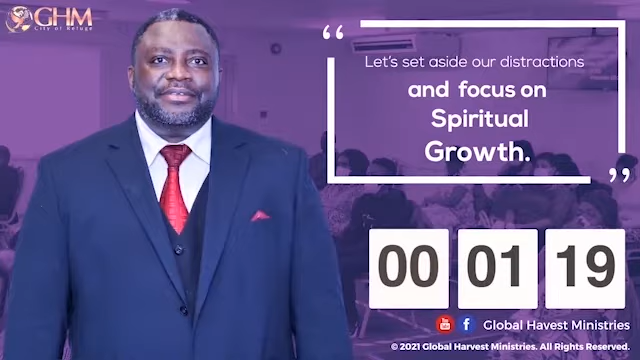 GHM
City of Refuge
“
Let’s set aside our distractions
and focus on
Spiritual
Growth.
”
00 01 19
Global Havest Ministries
© 2021 Global Harvest Ministries. All Rights Reserved.